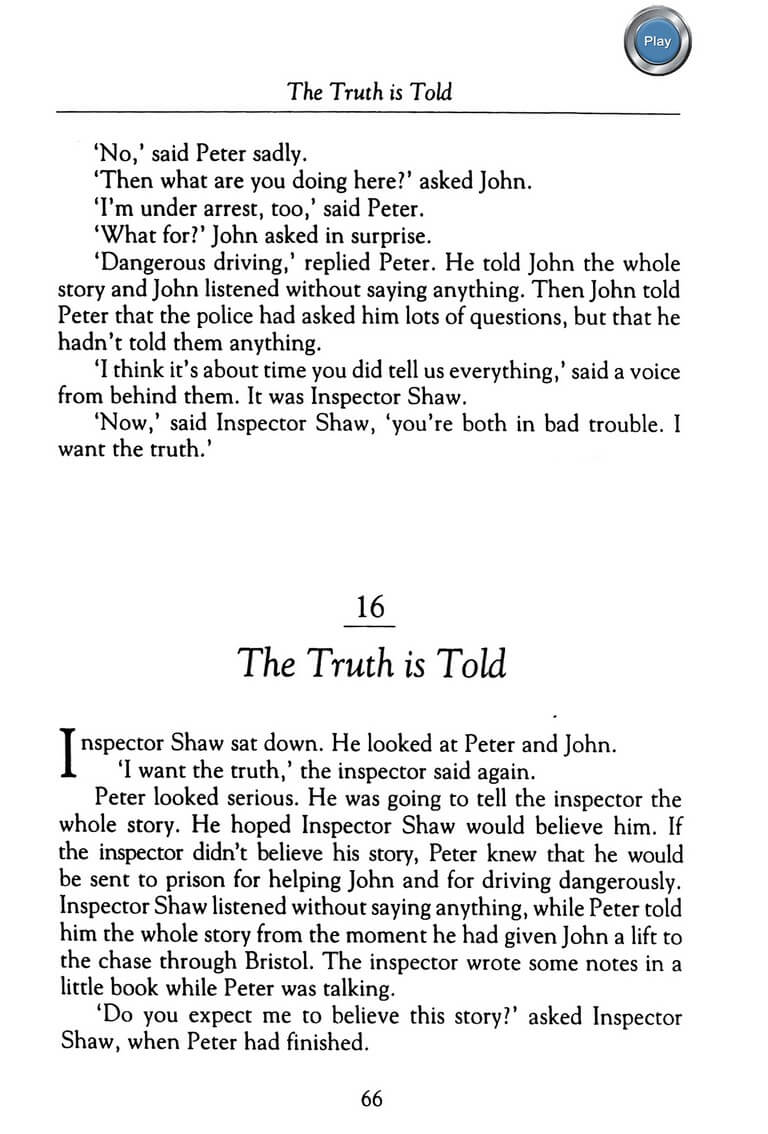 Play
The Truth is Told
‘No,’ said Peter sadly.
‘Then what are you doing here?’ asked John.
‘I’m under arrest, too,’ said Peter.
‘What for?’ John asked in surprise.
‘Dangerous driving,’ replied Peter. He told John the whole
story and John listened without saying anything. Then John told
Peter that the police had asked him lots of questions, but that he
hadn’t told them anything.
‘I think it’s about time you did tell us everything,’ said a voice
from behind them. It was Inspector Shaw.
‘Now,’ said Inspector Shaw, ‘you’re both in bad trouble. I
want the truth.’
16
The Truth is Told
Inspector Shaw sat down. He looked at Peter and John.
‘I want the truth,’ the inspector said again.
Peter looked serious. He was going to tell the inspector the
whole story. He hoped Inspector Shaw would believe him. If
the inspector didn’t believe his story, Peter knew that he would
be sent to prison for helping John and for driving dangerously.
Inspector Shaw listened without saying anything, while Peter told
him the whole story from the moment he had given John a lift to
the chase through Bristol. The inspector wrote some notes in a
little book while Peter was talking.
‘Do you expect me to believe this story?’ asked Inspector
Shaw, when Peter had finished.
66